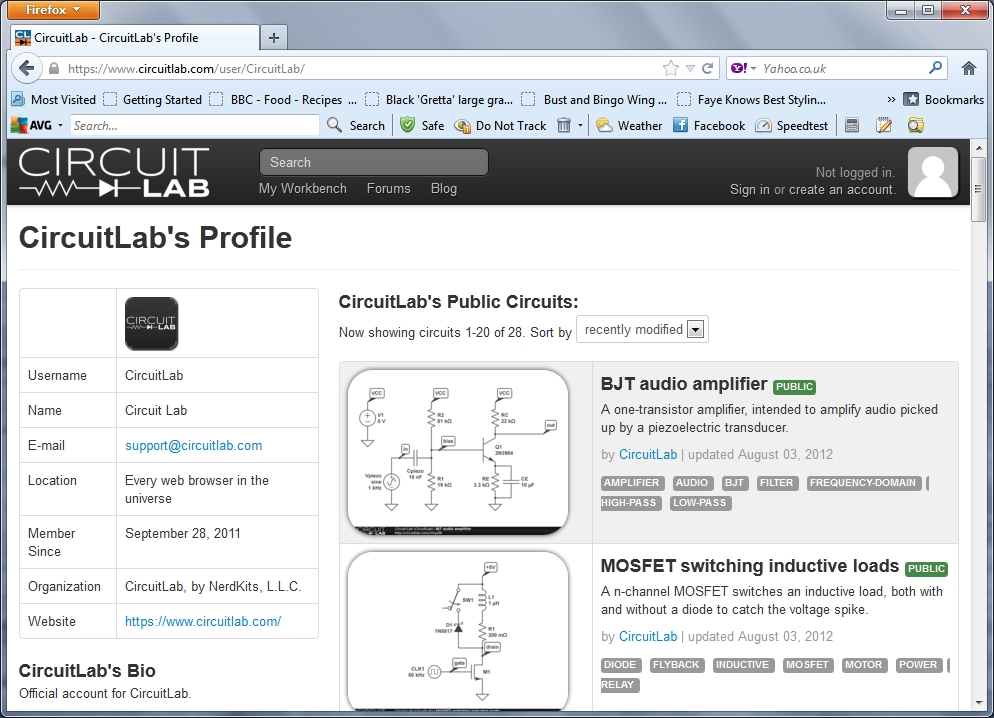 Firefox
CircuitLab - CircuitLab's Profile
https://www.circuitlab.com/user/CircuitLab/
Yahoo.co.uk
Most Visited Getting Started BBC - Food - Recipes ... Black 'Gretta' large gra... Bust and Bingo Wing ... Faye Knows Best Stylin... » Bookmarks
AVG Search... Search Safe Do Not Track Weather Facebook Speedtest
CIRCUIT LAB
Search
My Workbench Forums Blog
Not logged in.
Sign in or create an account.
CircuitLab's Profile
CIRCUIT LAB
Username CircuitLab
Name Circuit Lab
E-mail support@circuitlab.com
Location Every web browser in the
universe
Member Since September 28, 2011
Organization CircuitLab, by NerdKits, L.L.C.
Website https://www.circuitlab.com/
CircuitLab's Bio
Official account for CircuitLab.
CircuitLab's Public Circuits:
Now showing circuits 1-20 of 28. Sort by recently modified
VCC VCC VCC
V1
R2
81 kΩ
RC
out
in
bias
Q1
2N3904
Vpiezo
sine
1 kHz
Cpiezo
10 nF
R1
19 kΩ
RE
3.3 kΩ
CE
10 µF
BJT audio amplifier PUBLIC
A one-transistor amplifier, intended to amplify audio picked
up by a piezoelectric transducer.
by CircuitLab | updated August 03, 2012
AMPLIFIER AUDIO BJT FILTER FREQUENCY-DOMAIN
HIGH-PASS LOW-PASS
+5V
SW1
L1
1 µH
D1
R1
200 mΩ
drain
gate
CLK1
M1
MOSFET switching inductive loads PUBLIC
A n-channel MOSFET switches an inductive load, both with
and without a diode to catch the voltage spike.
by CircuitLab | updated August 03, 2012
DIODE FLYBACK INDUCTIVE MOSFET MOTOR POWER
RELAY